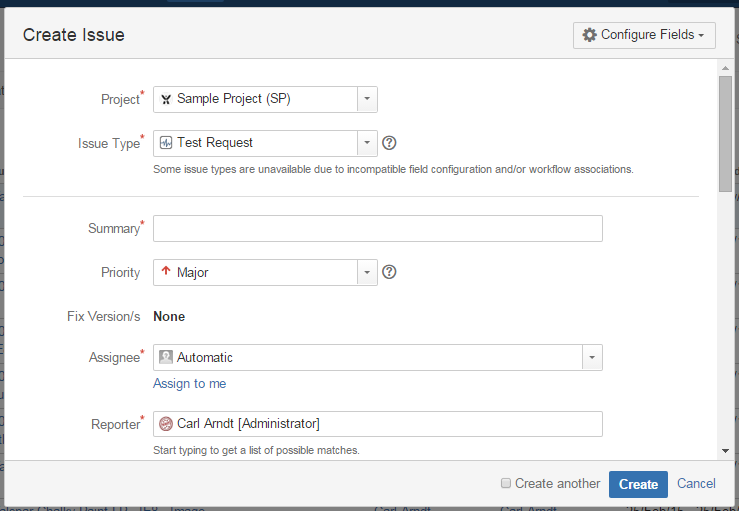 Create Issue
Configure Fields
Project*
Sample Project (SP)
Issue Type*
Test Request
Some issue types are unavailable due to incompatible field configuration and/or workflow associations.
Summary*
Priority
Major
Fix Version/s
None
Assignee*
Automatic
Assign to me
Reporter*
Carl Arndt [Administrator]
Start typing to get a list of possible matches.
Create another
Create
Cancel